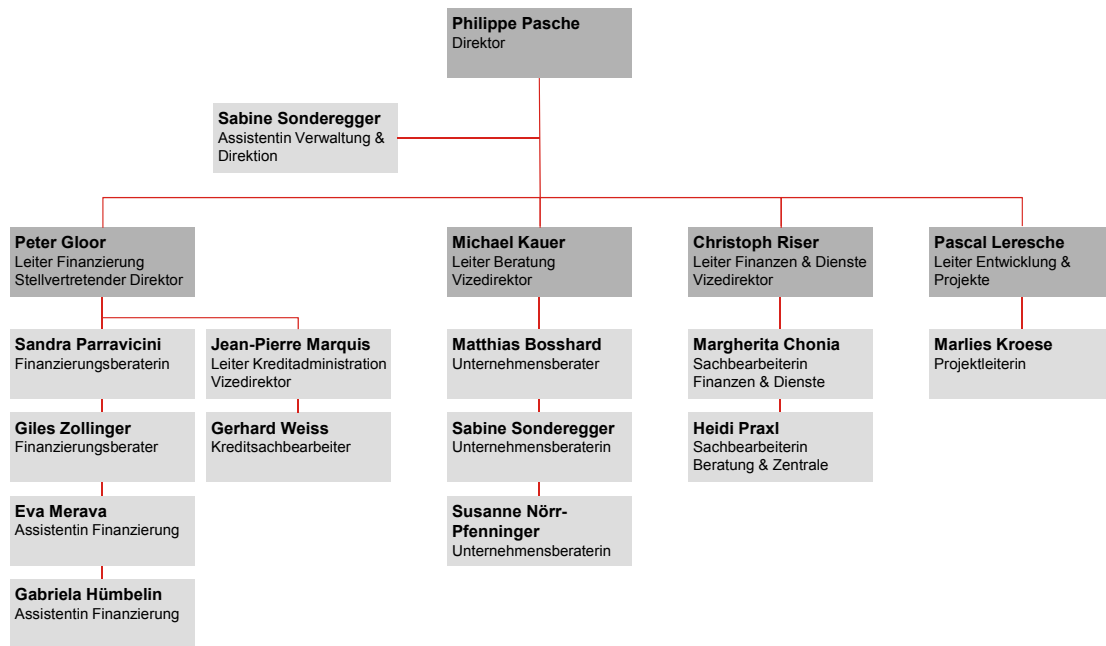 Philippe Pasche
Direktor
Sabine Sonderegger
Assistentin Verwaltung &
Direktion
Peter Gloor
Leiter Finanzierung
Stellvertretender Direktor
Michael Kauer
Leiter Beratung
Vizedirektor
Christoph Riser
Leiter Finanzen & Dienste
Vizedirektor
Pascal Leresche
Leiter Entwicklung &
Projekte
Sandra Parravicini
Finanzierungsberaterin
Jean-Pierre Marquis
Leiter Kreditadministration
Vizedirektor
Matthias Bosshard
Unternehmensberater
Margherita Chonia
Sachbearbeiterin
Finanzen & Dienste
Marlies Kroese
Projektleiterin
Giles Zollinger
Finanzierungsberater
Gerhard Weiss
Kreditsachbearbeiter
Sabine Sonderegger
Unternehmensberaterin
Heidi Praxl
Sachbearbeiterin
Beratung & Zentrale
Eva Merava
Assistentin Finanzierung
Susanne Nörr-
Pfenninger
Unternehmensberaterin
Gabriela Hümbelin
Assistentin Finanzierung